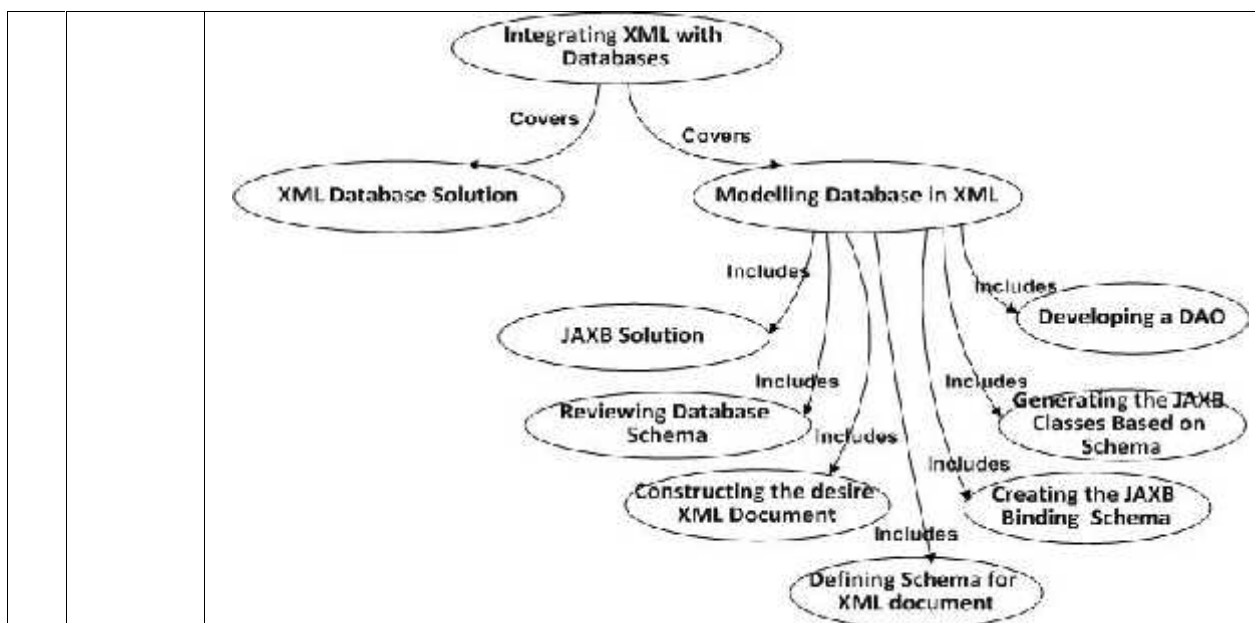 Integrating XML with
Databases
Covers
Covers
XML Database Solution
Modelling Database in XML
Includes
Includes
JAXB Solution
Developing a DAO
Includes
Includes
Reviewing Database
Schema
Generating the JAXB
Classes Based on
Schema
Includes
Includes
Constructing the desire
XML Document
Creating the JAXB
Binding Schema
Includes
Defining Schema for
XML document